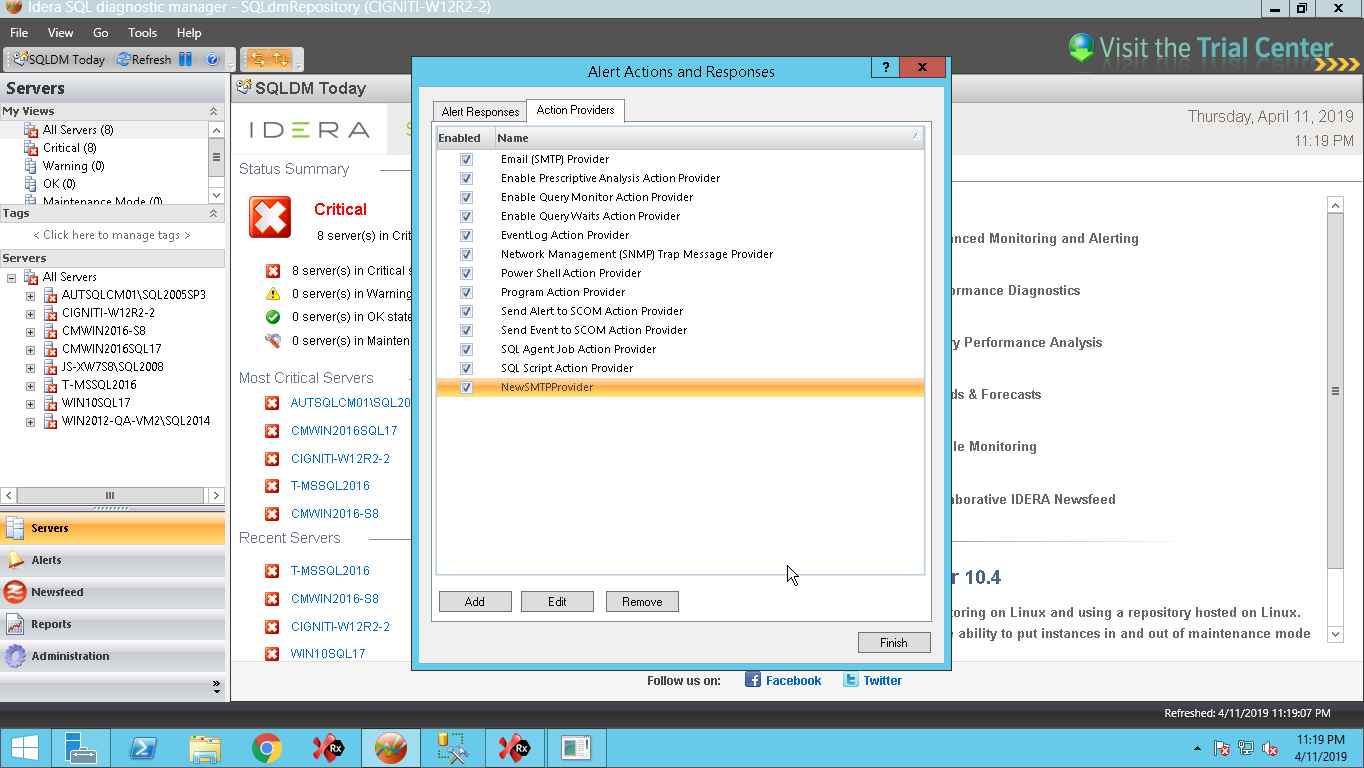 Idera SQL diagnostic manager - SQLdmRepository (CIGNITI-W12R2-2)
File View Go Tools Help
SQLDM Today Refresh
Visit the Trial Center
Servers
My Views
All Servers (8)
Critical (8)
Warning (0)
OK (0)
Maintenance Mode (0)
Tags
< Click here to manage tags >
Servers
All Servers
AUTSQLCM01\SQL2005SP3
CIGNITI-W12R2-2
CMWIN2016-S8
CMWIN2016SQL17
JS-XW7S8\SQL2008
T-MSSQL2016
WIN10SQL17
WIN2012-QA-VM2\SQL2014
Servers
Alerts
Newsfeed
Reports
Administration
SQLDM Today
IDERA
Thursday, April 11, 2019
11:19 PM
Status Summary
Critical
8 server(s) in Crit
8 server(s) in Critical s
0 server(s) in Warning
0 server(s) in OK state
0 server(s) in Mainten
Most Critical Servers
AUTSQLCM01\SQL20
CMWIN2016SQL17
CIGNITI-W12R2-2
T-MSSQL2016
CMWIN2016-S8
Recent Servers
T-MSSQL2016
CMWIN2016-S8
CIGNITI-W12R2-2
WIN10SQL17
Alert Actions and Responses
?
Alert Responses Action Providers
Enabled Name
Email (SMTP) Provider
Enable Prescriptive Analysis Action Provider
Enable Query Monitor Action Provider
Enable Query Waits Action Provider
EventLog Action Provider
Network Management (SNMP) Trap Message Provider
Power Shell Action Provider
Program Action Provider
Send Alert to SCOM Action Provider
Send Event to SCOM Action Provider
SQL Agent Job Action Provider
SQL Script Action Provider
NewSMTPProvider
Add Edit Remove
Finish
nced Monitoring and Alerting
rmance Diagnostics
y Performance Analysis
ds & Forecasts
le Monitoring
aborative IDERA Newsfeed
r 10.4
toring on Linux and using a repository hosted on Linux.
ability to put instances in and out of maintenance mode
Follow us on: Facebook Twitter
Refreshed: 4/11/2019 11:19:07 PM
11:19 PM
4/11/2019